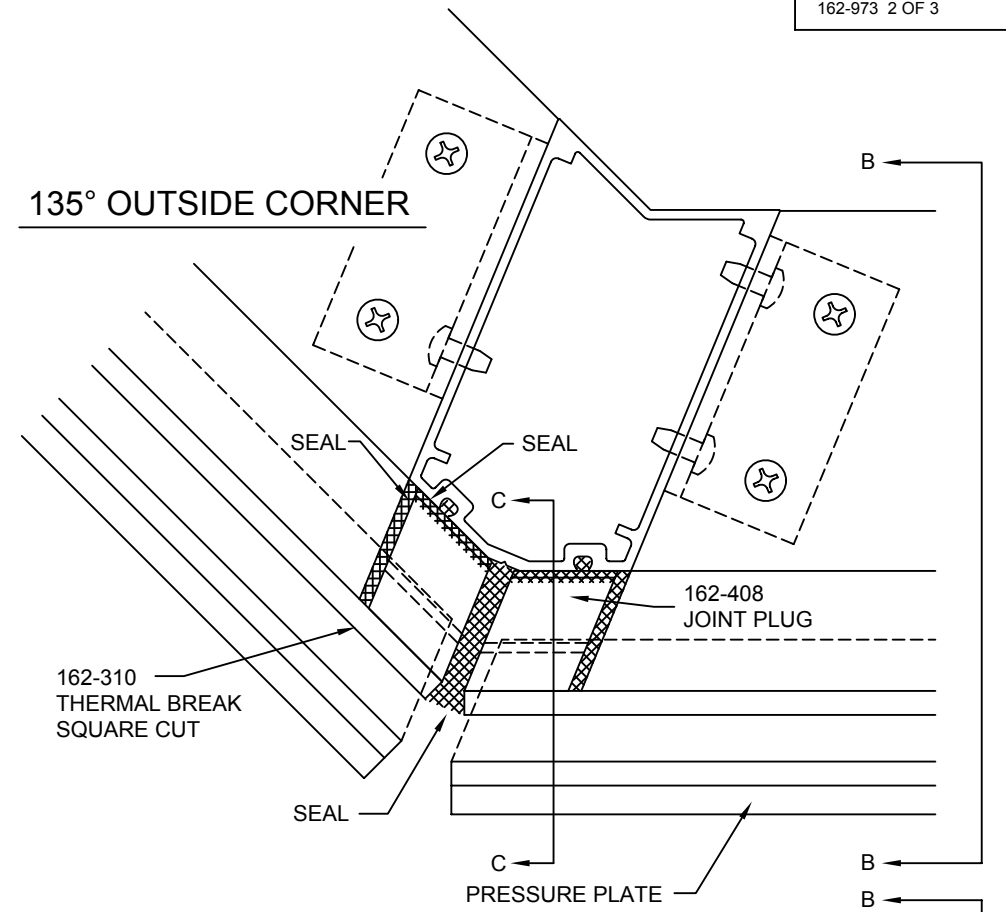 162-973 2 OF 3
B
135° OUTSIDE CORNER
SEAL
SEAL
C
162-408
JOINT PLUG
162-310
THERMAL BREAK
SQUARE CUT
SEAL
C
B
PRESSURE PLATE
B